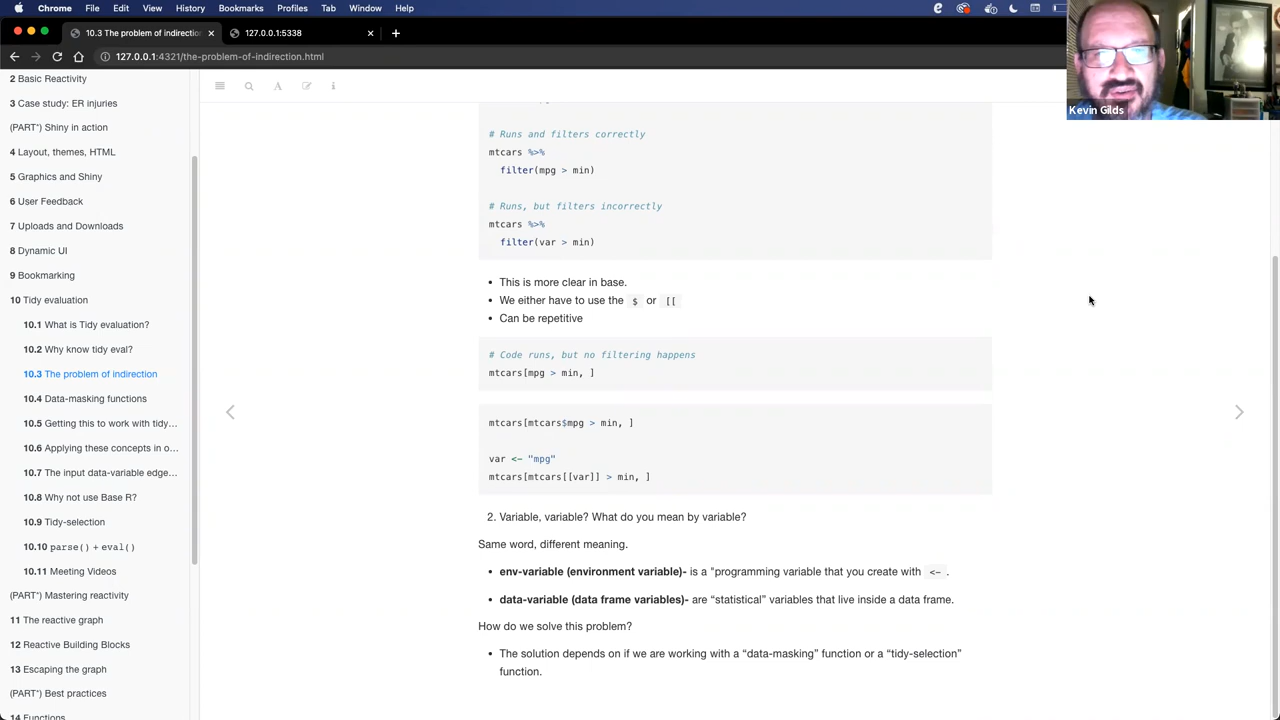 Chrome File Edit View History Bookmarks Profiles Tab Window Help
10.3 The problem of indirection
127.0.0.1:5338
127.0.0.1:4321/the-problem-of-indirection.html
Kevin Gilds
2 Basic Reactivity
3 Case study: ER injuries
(PART*) Shiny in action
4 Layout, themes, HTML
5 Graphics and Shiny
6 User Feedback
7 Uploads and Downloads
8 Dynamic UI
9 Bookmarking
10 Tidy evaluation
10.1 What is Tidy evaluation?
10.2 Why know tidy eval?
10.3 The problem of indirection
10.4 Data-masking functions
10.5 Getting this to work with tidy…
10.6 Applying these concepts in o…
10.7 The input data-variable edge…
10.8 Why not use Base R?
10.9 Tidy-selection
10.10 parse() + eval()
10.11 Meeting Videos
(PART*) Mastering reactivity
11 The reactive graph
12 Reactive Building Blocks
13 Escaping the graph
(PART*) Best practices
14 Functions
# Runs and filters correctly
mtcars %>%
filter(mpg > min)
# Runs, but filters incorrectly
mtcars %>%
filter(var > min)
• This is more clear in base.
• We either have to use the $ or [[
• Can be repetitive
# Code runs, but no filtering happens
mtcars[mpg > min, ]
mtcars[mtcars$mpg > min, ]
var <- "mpg"
mtcars[mtcars[[var]] > min, ]
2. Variable, variable? What do you mean by variable?
Same word, different meaning.
• env-variable (environment variable)- is a "programming variable that you create with <- .
• data-variable (data frame variables)- are “statistical” variables that live inside a data frame.
How do we solve this problem?
• The solution depends on if we are working with a “data-masking” function or a “tidy-selection”
function.